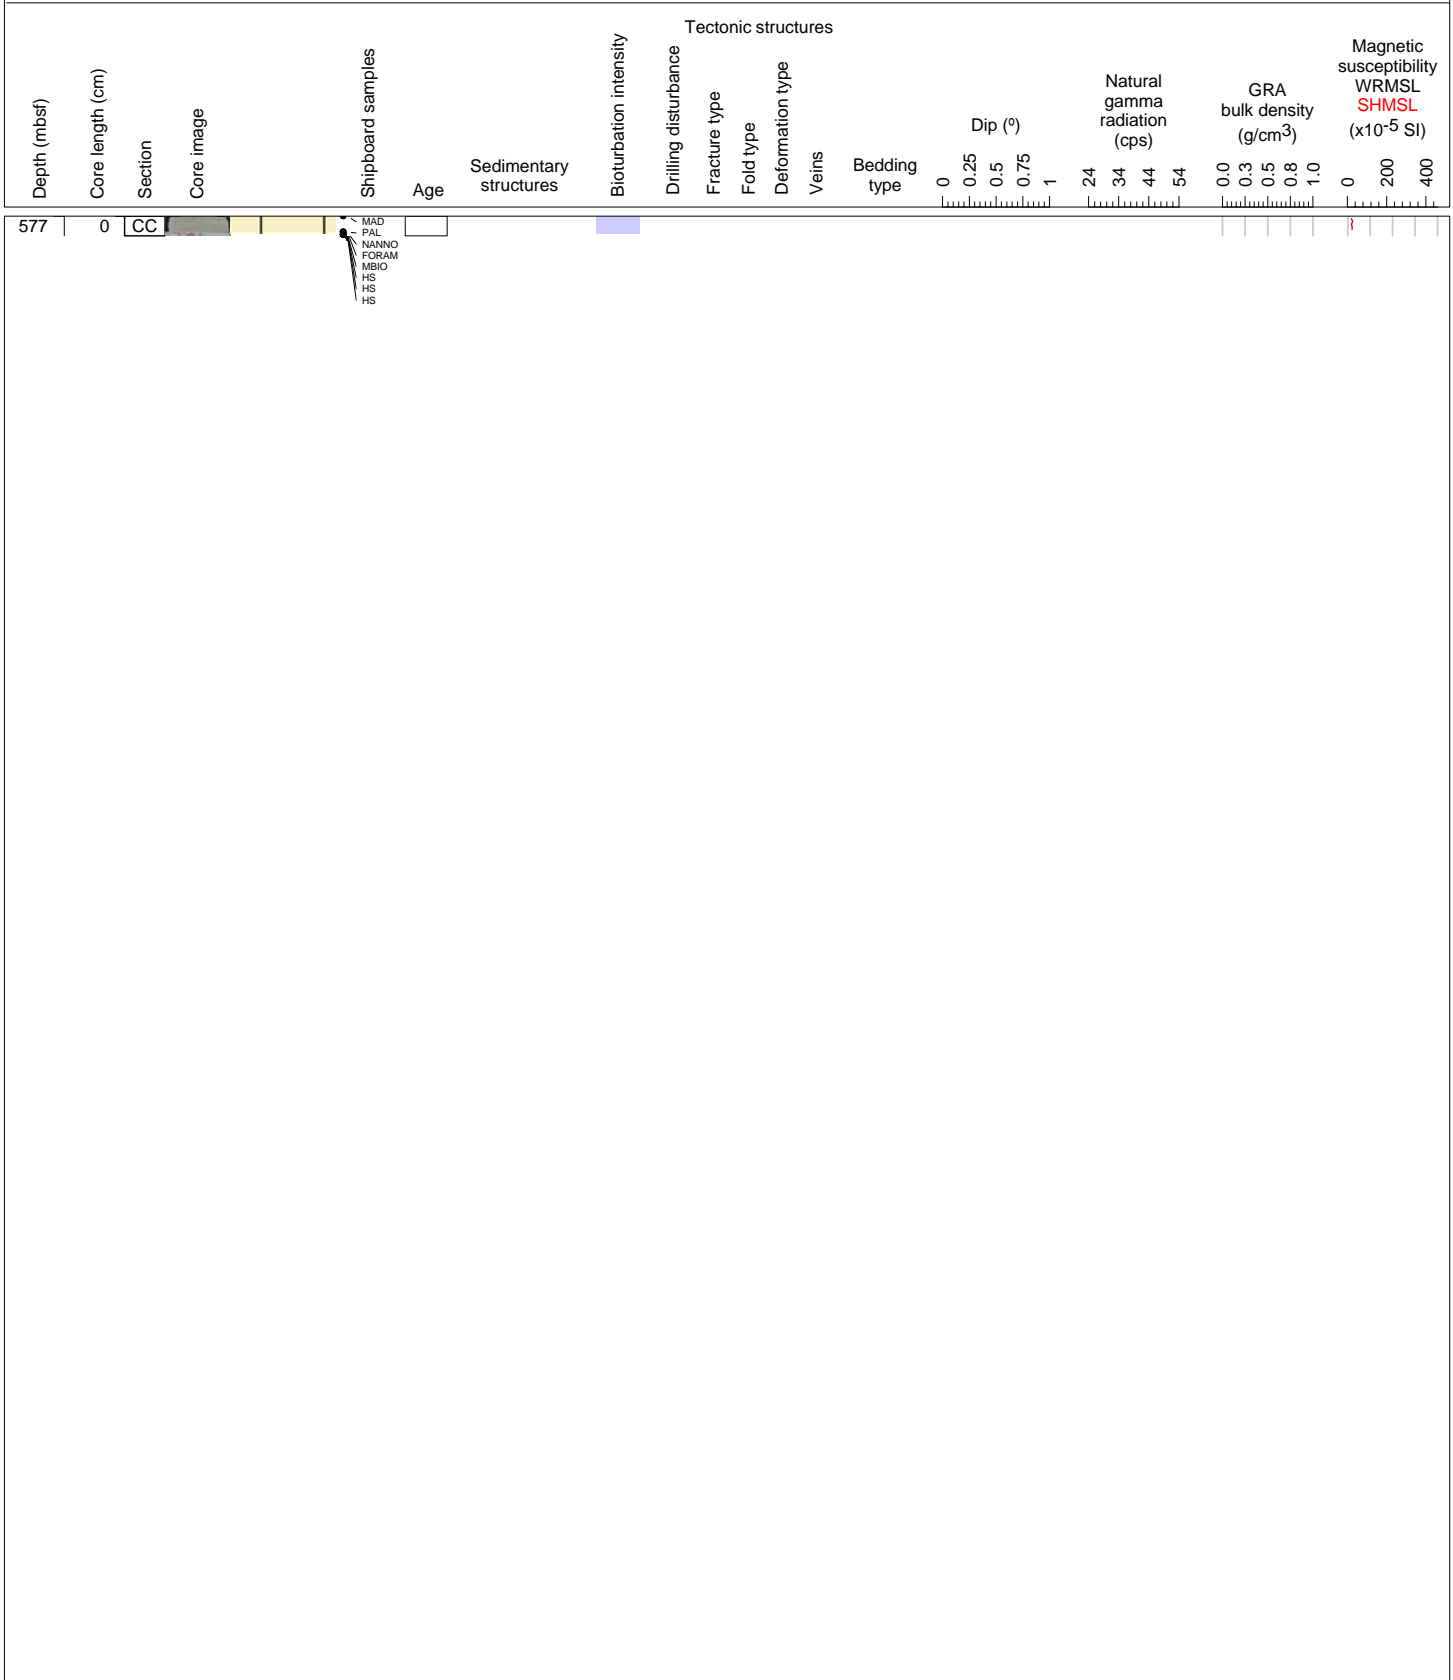 Tectonic structures
Depth (mbsf)
Core length (cm)
Section
Core image
Shipboard samples
Age
Sedimentary
structures
Bioturbation intensity
Drilling disturbance
Fracture type
Fold type
Deformation type
Veins
Bedding
type
Dip (º)
0 0.25 0.5 0.75 1
Natural
gamma
radiation
(cps)
24 34 44 54
GRA
bulk density
(g/cm3)
0.0 0.3 0.5 0.8 1.0
Magnetic
susceptibility
WRMSL
SHMSL
(x10-5 SI)
0 200 400
577 0 CC
MAD
PAL
NANNO
FORAM
MBIO
HS
HS
HS